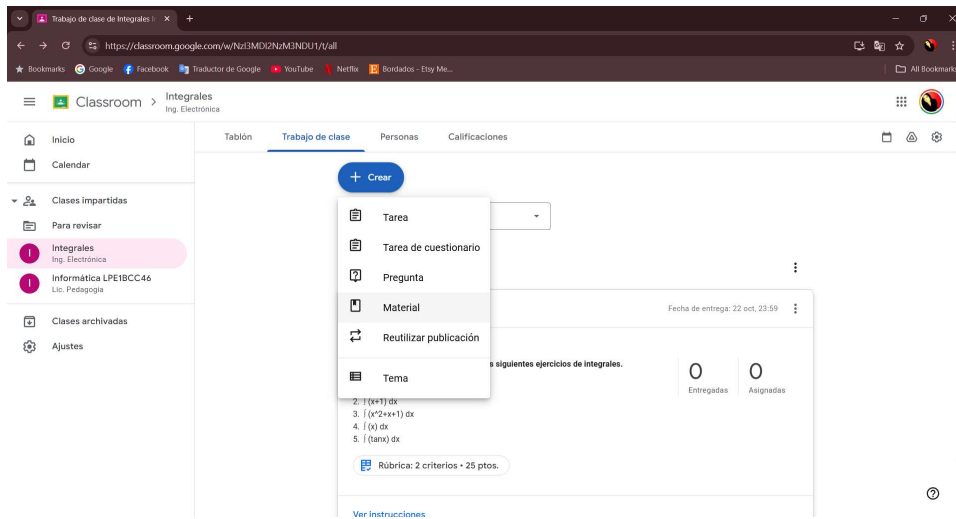 Trabajo de clase de Integrales I
https://classroom.google.com/w/NzI3MDI2NzM3NDU1/t/all
Bookmarks
Google
Facebook
Traductor de Google
YouTube
Netflix
Bordados - Etsy Me...
All Bookmarks
Classroom
Integrales
Ing. Electrónica
Inicio
Calendar
Clases impartidas
Para revisar
I
Integrales
Ing. Electrónica
I
Informática LPE1BCC46
Lic. Pedagogía
Clases archivadas
Ajustes
Tablón
Trabajo de clase
Personas
Calificaciones
+ Crear
Tarea
Tarea de cuestionario
Pregunta
Material
Reutilizar publicación
Tema
Fecha de entrega: 22 oct, 23:59
s siguientes ejercicios de integrales.
0
Entregadas
0
Asignadas
2. ∫ (x+1) dx
3. ∫ (x^2+x+1) dx
4. ∫ (x) dx
5. ∫ (tanx) dx
Rúbrica: 2 criterios • 25 ptos.
Ver instrucciones